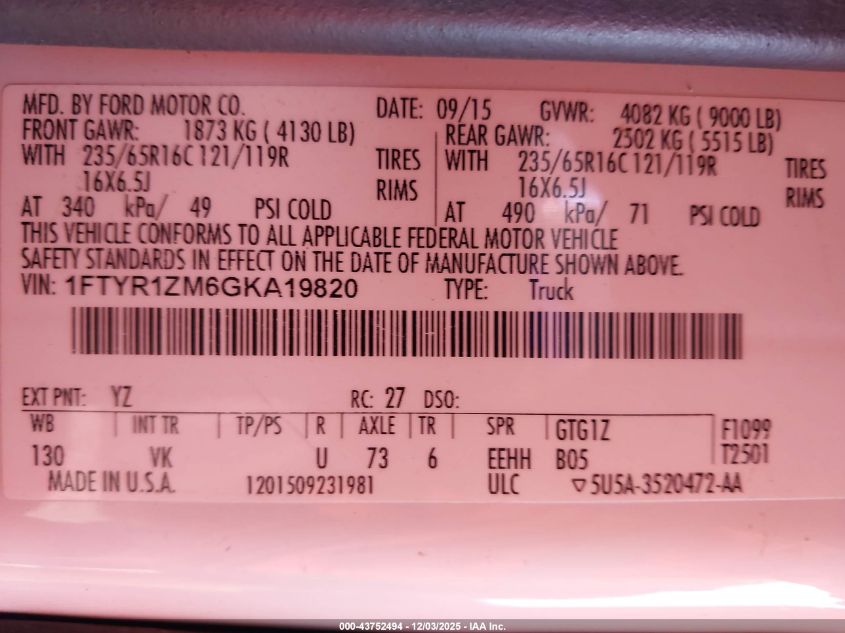 MFD. BY FORD MOTOR CO. DATE: 09/15 GVWR: 4082 KG ( 9000 LB)
FRONT GAWR: 1873 KG ( 4130 LB) REAR GAWR: 2502 KG ( 5515 LB)
WITH 235/65R16C 121/119R TIRES WITH 235/65R16C 121/119R TIRES
16X6.5J RIMS 16X6.5J RIMS
AT 340 kPa/ 49 PSI COLD AT 490 kPa/ 71 PSI COLD
THIS VEHICLE CONFORMS TO ALL APPLICABLE FEDERAL MOTOR VEHICLE
SAFETY STANDARDS IN EFFECT ON THE DATE OF MANUFACTURE SHOWN ABOVE.
VIN: 1FTYR1ZM6GKA19820 TYPE: Truck
EXT PNT: YZ RC: 27 DSO:
WB INT TR TP/PS R AXLE TR SPR GTG1Z F1099
130 VK U 73 6 EEHH B05 T2501
MADE IN U.S.A. 1201509231981 ULC ▽5U5A-3520472-AA
000-43752494 - 12/03/2025 - IAA Inc.